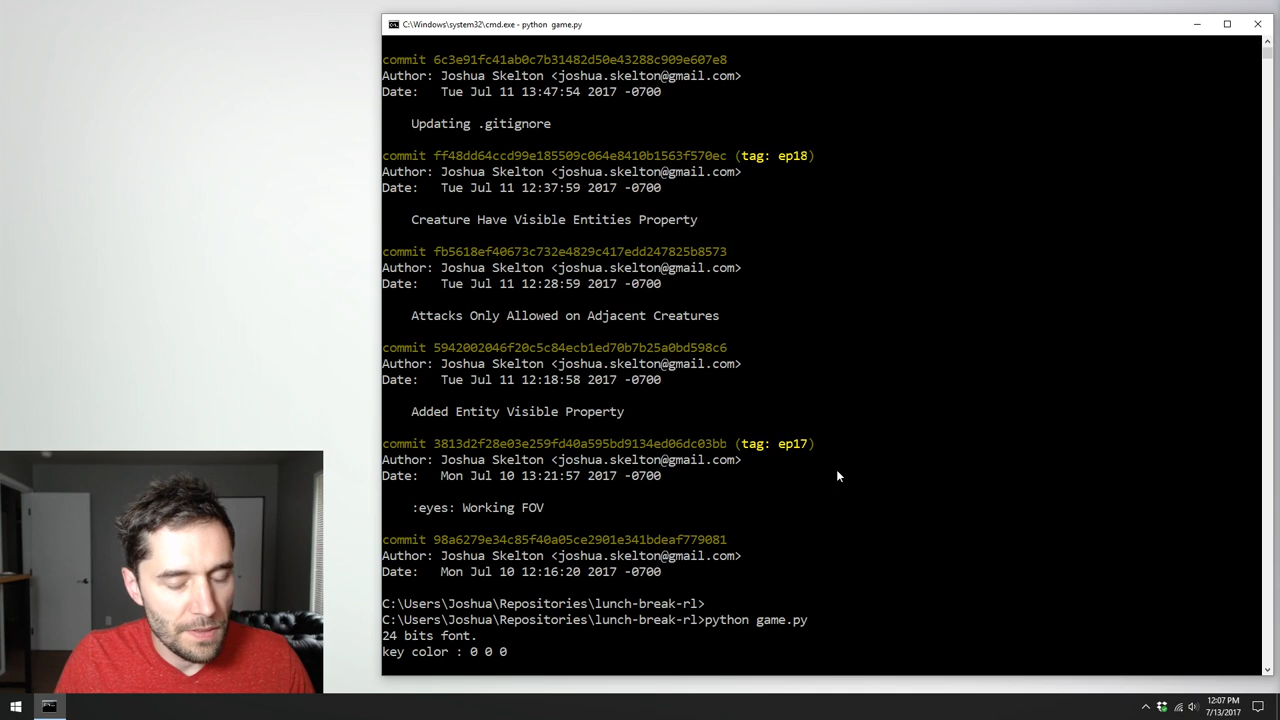 C:\Windows\system32\cmd.exe - python  game.py
commit 6c3e91fc41ab0c7b31482d50e43288c909e607e8
Author: Joshua Skelton <joshua.skelton@gmail.com>
Date:   Tue Jul 11 13:47:54 2017 -0700
Updating .gitignore
commit ff48dd64ccd99e185509c064e8410b1563f570ec (tag: ep18)
Author: Joshua Skelton <joshua.skelton@gmail.com>
Date:   Tue Jul 11 12:37:59 2017 -0700
Creature Have Visible Entities Property
commit fb5618ef40673c732e4829c417edd247825b8573
Author: Joshua Skelton <joshua.skelton@gmail.com>
Date:   Tue Jul 11 12:28:59 2017 -0700
Attacks Only Allowed on Adjacent Creatures
commit 5942002046f20c5c84ecb1ed70b7b25a0bd598c6
Author: Joshua Skelton <joshua.skelton@gmail.com>
Date:   Tue Jul 11 12:18:58 2017 -0700
Added Entity Visible Property
commit 3813d2f28e03e259fd40a595bd9134ed06dc03bb (tag: ep17)
Author: Joshua Skelton <joshua.skelton@gmail.com>
Date:   Mon Jul 10 13:21:57 2017 -0700
:eyes: Working FOV
commit 98a6279e34c85f40a05ce2901e341bdeaf779081
Author: Joshua Skelton <joshua.skelton@gmail.com>
Date:   Mon Jul 10 12:16:20 2017 -0700
C:\Users\Joshua\Repositories\lunch-break-rl>
C:\Users\Joshua\Repositories\lunch-break-rl>python game.py
24 bits font.
key color : 0 0 0
12:07 PM
7/13/2017